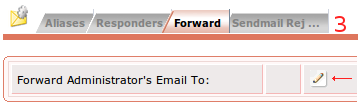 Aliases Responders Forward Sendmail Rej ... 3
Forward Administrator's Email To: